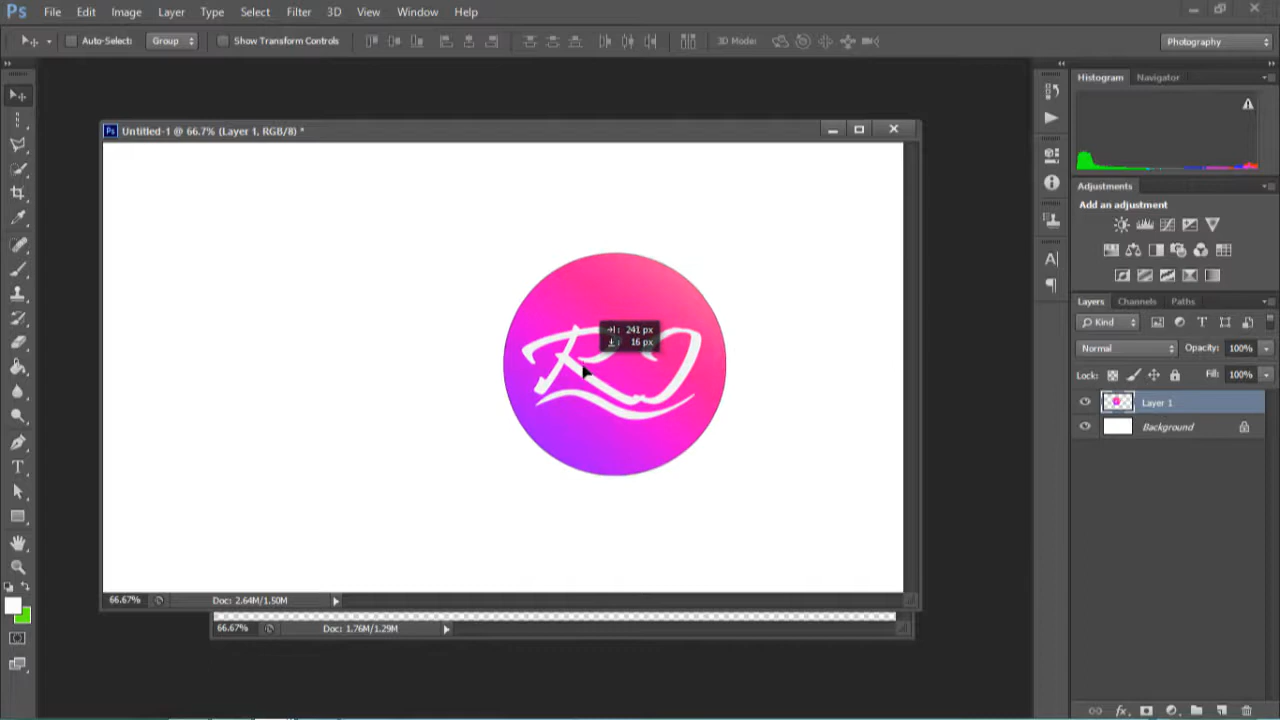 Ps File Edit Image Layer Type Select Filter 3D View Window Help
Auto-Select: Group Show Transform Controls 3D Mode: Photography
Histogram Navigator
Ps Untitled-1 @ 66.7% (Layer 1, RGB/8) *
Adjustments
Add an adjustment
A
Layers Channels Paths
Kind T
241 px
16 px
Normal Opacity: 100%
Lock: Fill: 100%
Layer 1
Background
T
66.67% Doc: 2.64M/1.50M
66.67% Doc: 1.76M/1.29M
fx